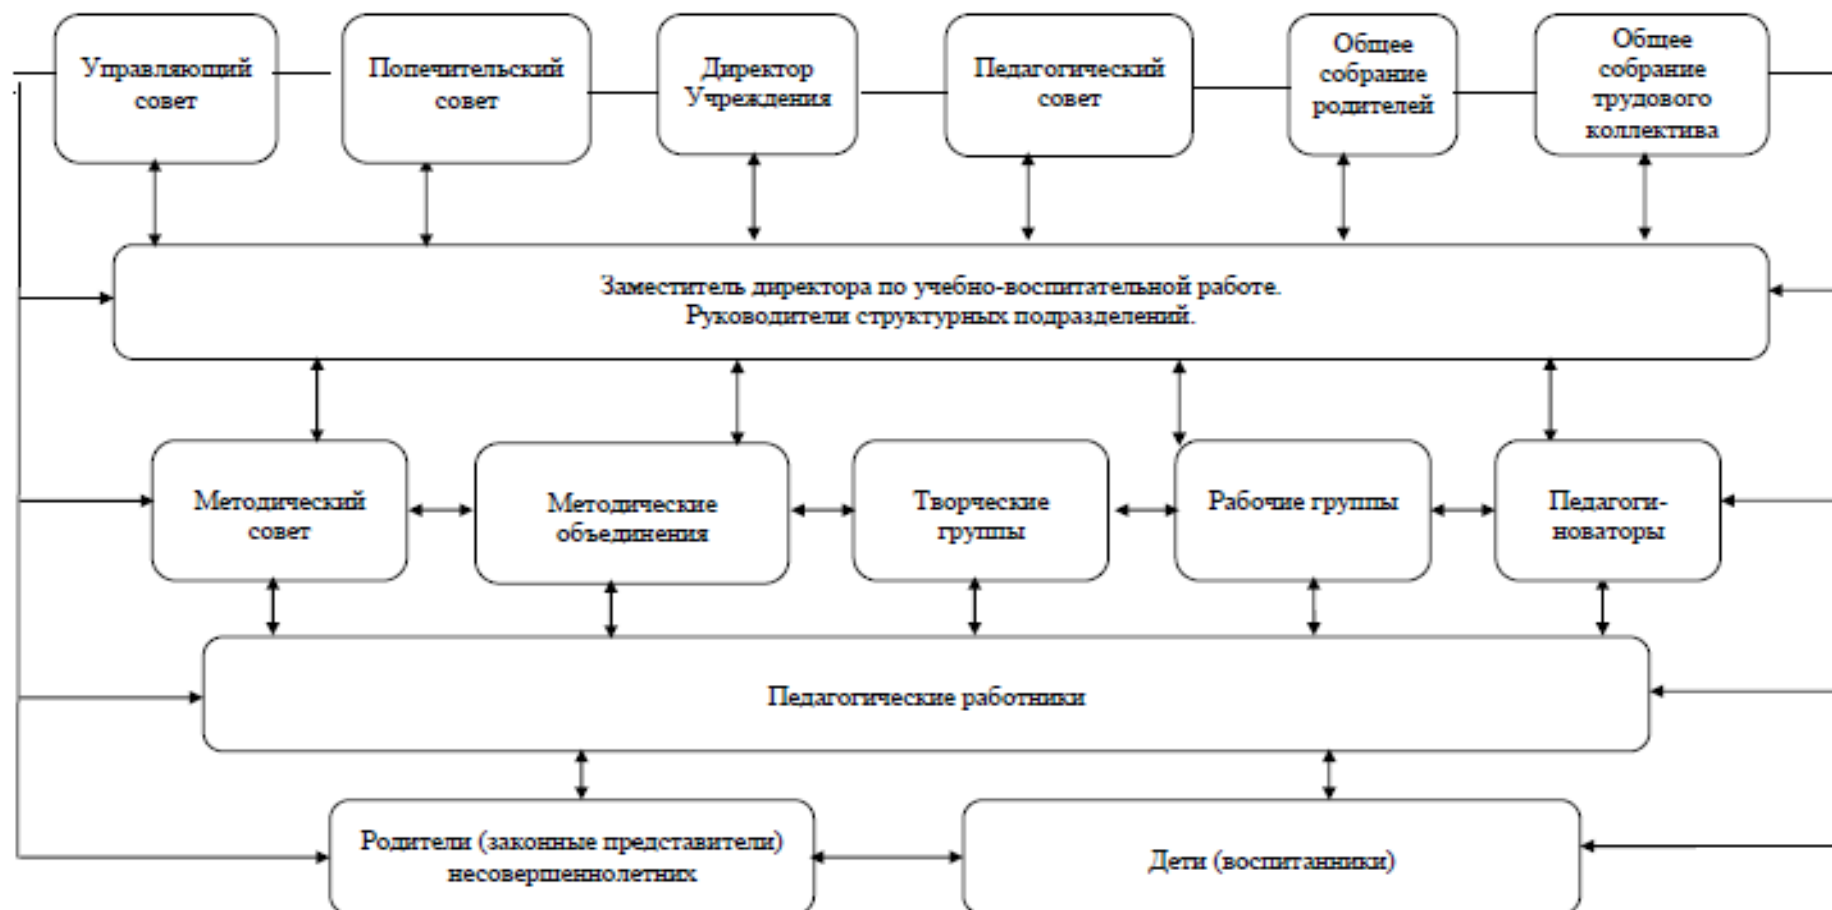 Управляющий
совет
Попечительский
совет
Директор
Учреждения
Педагогический
совет
Общее
собрание
родителей
Общее
собрание
трудового
коллектива
Заместитель директора по учебно-воспитательной работе.
Руководители структурных подразделений.
Методический
совет
Методические
объединения
Творческие
группы
Рабочие группы
Педагоги-
новаторы
Педагогические работники
Родители (законные представители)
несовершеннолетних
Дети (воспитанники)